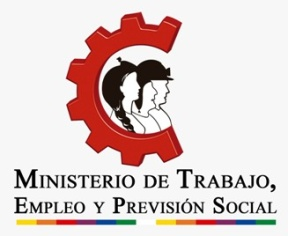 MINISTERIO DE TRABAJO,
EMPLEO Y PREVISIÓN SOCIAL